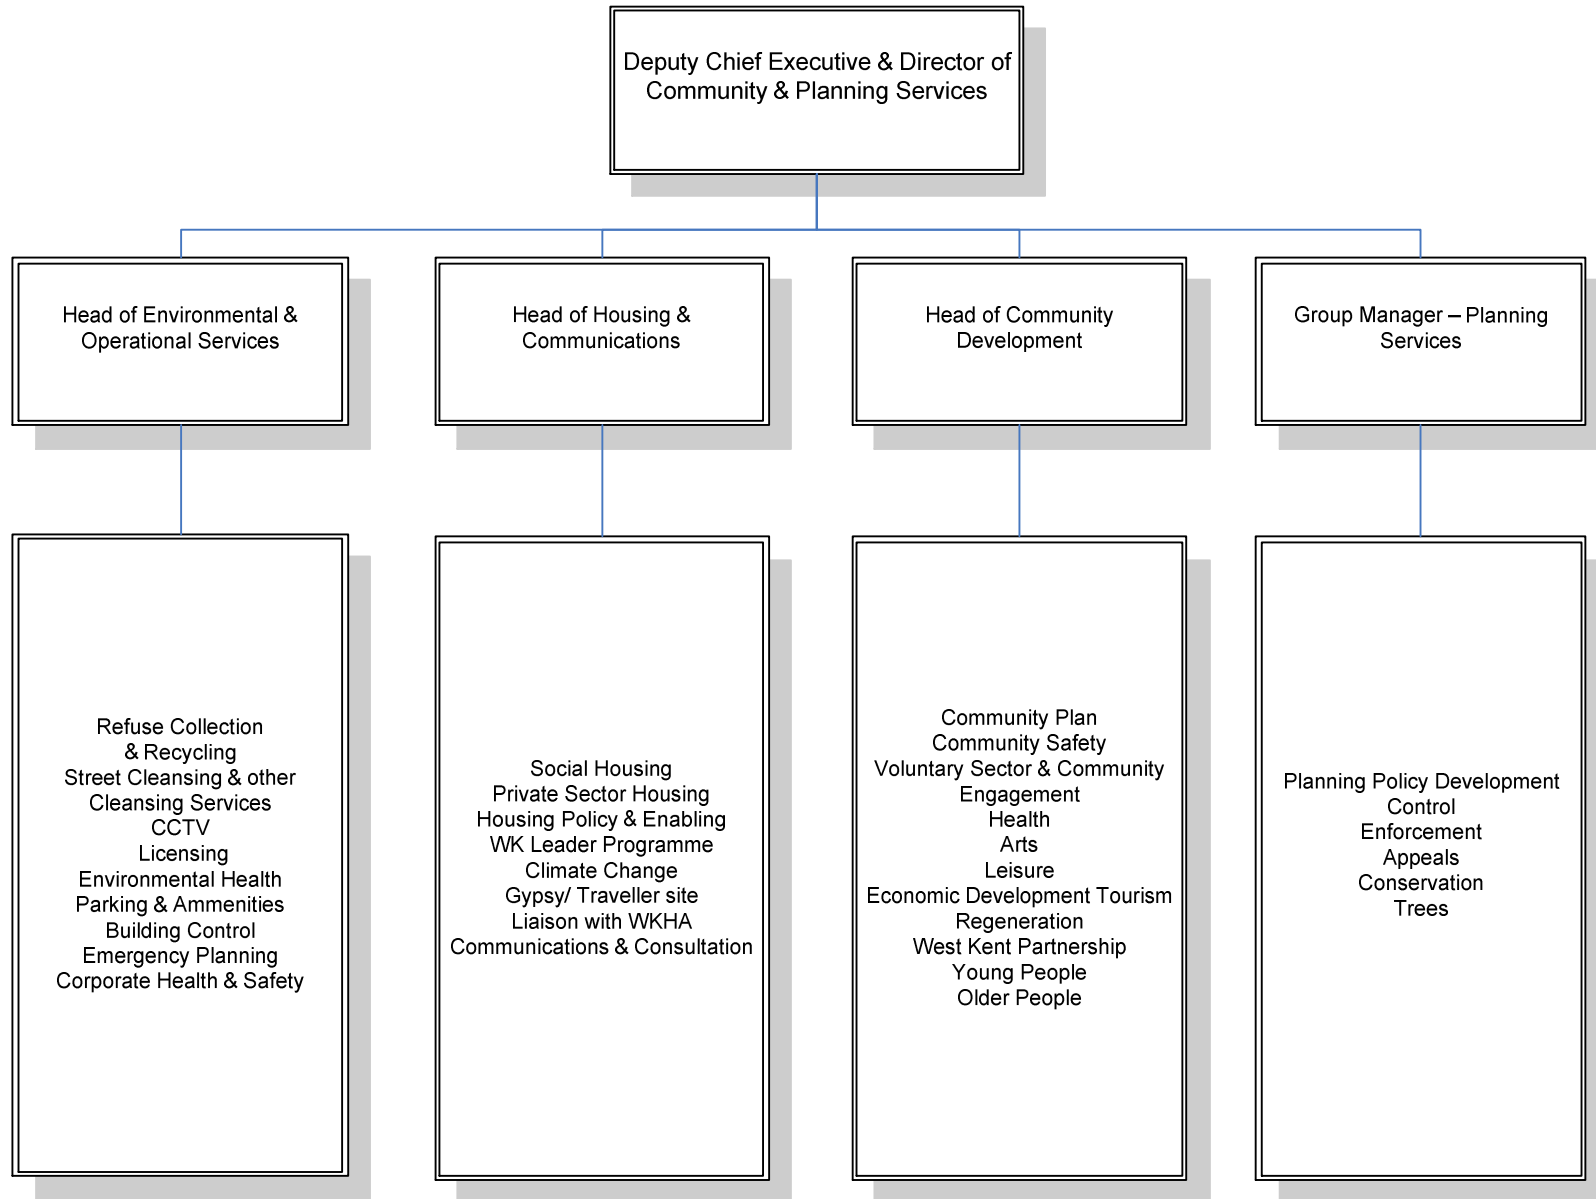 Deputy Chief Executive & Director of
Community & Planning Services
Head of Environmental &
Operational Services
Head of Housing &
Communications
Head of Community
Development
Group Manager – Planning
Services
Refuse Collection
& Recycling
Street Cleansing & other
Cleansing Services
CCTV
Licensing
Environmental Health
Parking & Ammenities
Building Control
Emergency Planning
Corporate Health & Safety
Social Housing
Private Sector Housing
Housing Policy & Enabling
WK Leader Programme
Climate Change
Gypsy/ Traveller site
Liaison with WKHA
Communications & Consultation
Community Plan
Community Safety
Voluntary Sector & Community
Engagement
Health
Arts
Leisure
Economic Development Tourism
Regeneration
West Kent Partnership
Young People
Older People
Planning Policy Development
Control
Enforcement
Appeals
Conservation
Trees